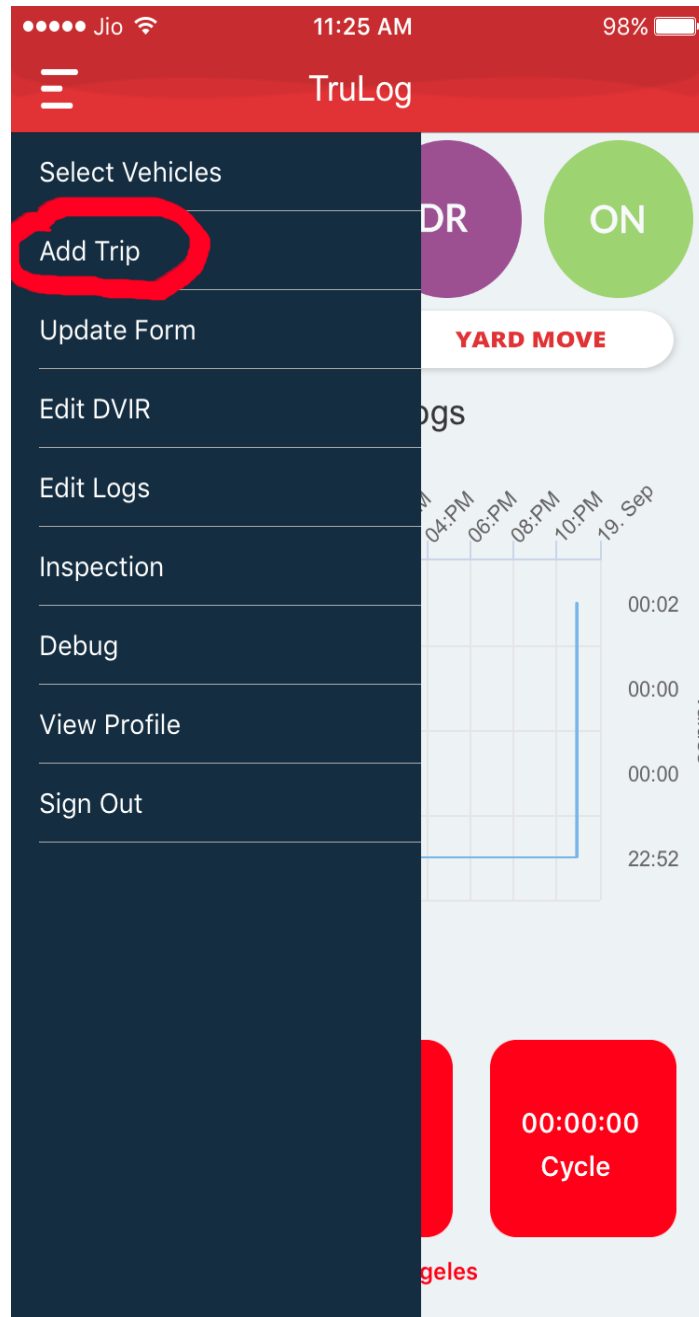 Jio 11:25 AM 98%
TruLog
Select Vehicles
Add Trip
Update Form
Edit DVIR
Edit Logs
Inspection
Debug
View Profile
Sign Out
DR ON
YARD MOVE
ogs
04:PM 06:PM 08:PM 10:PM 19. Sep
00:02
00:00
00:00
22:52
00:00:00
Cycle
geles